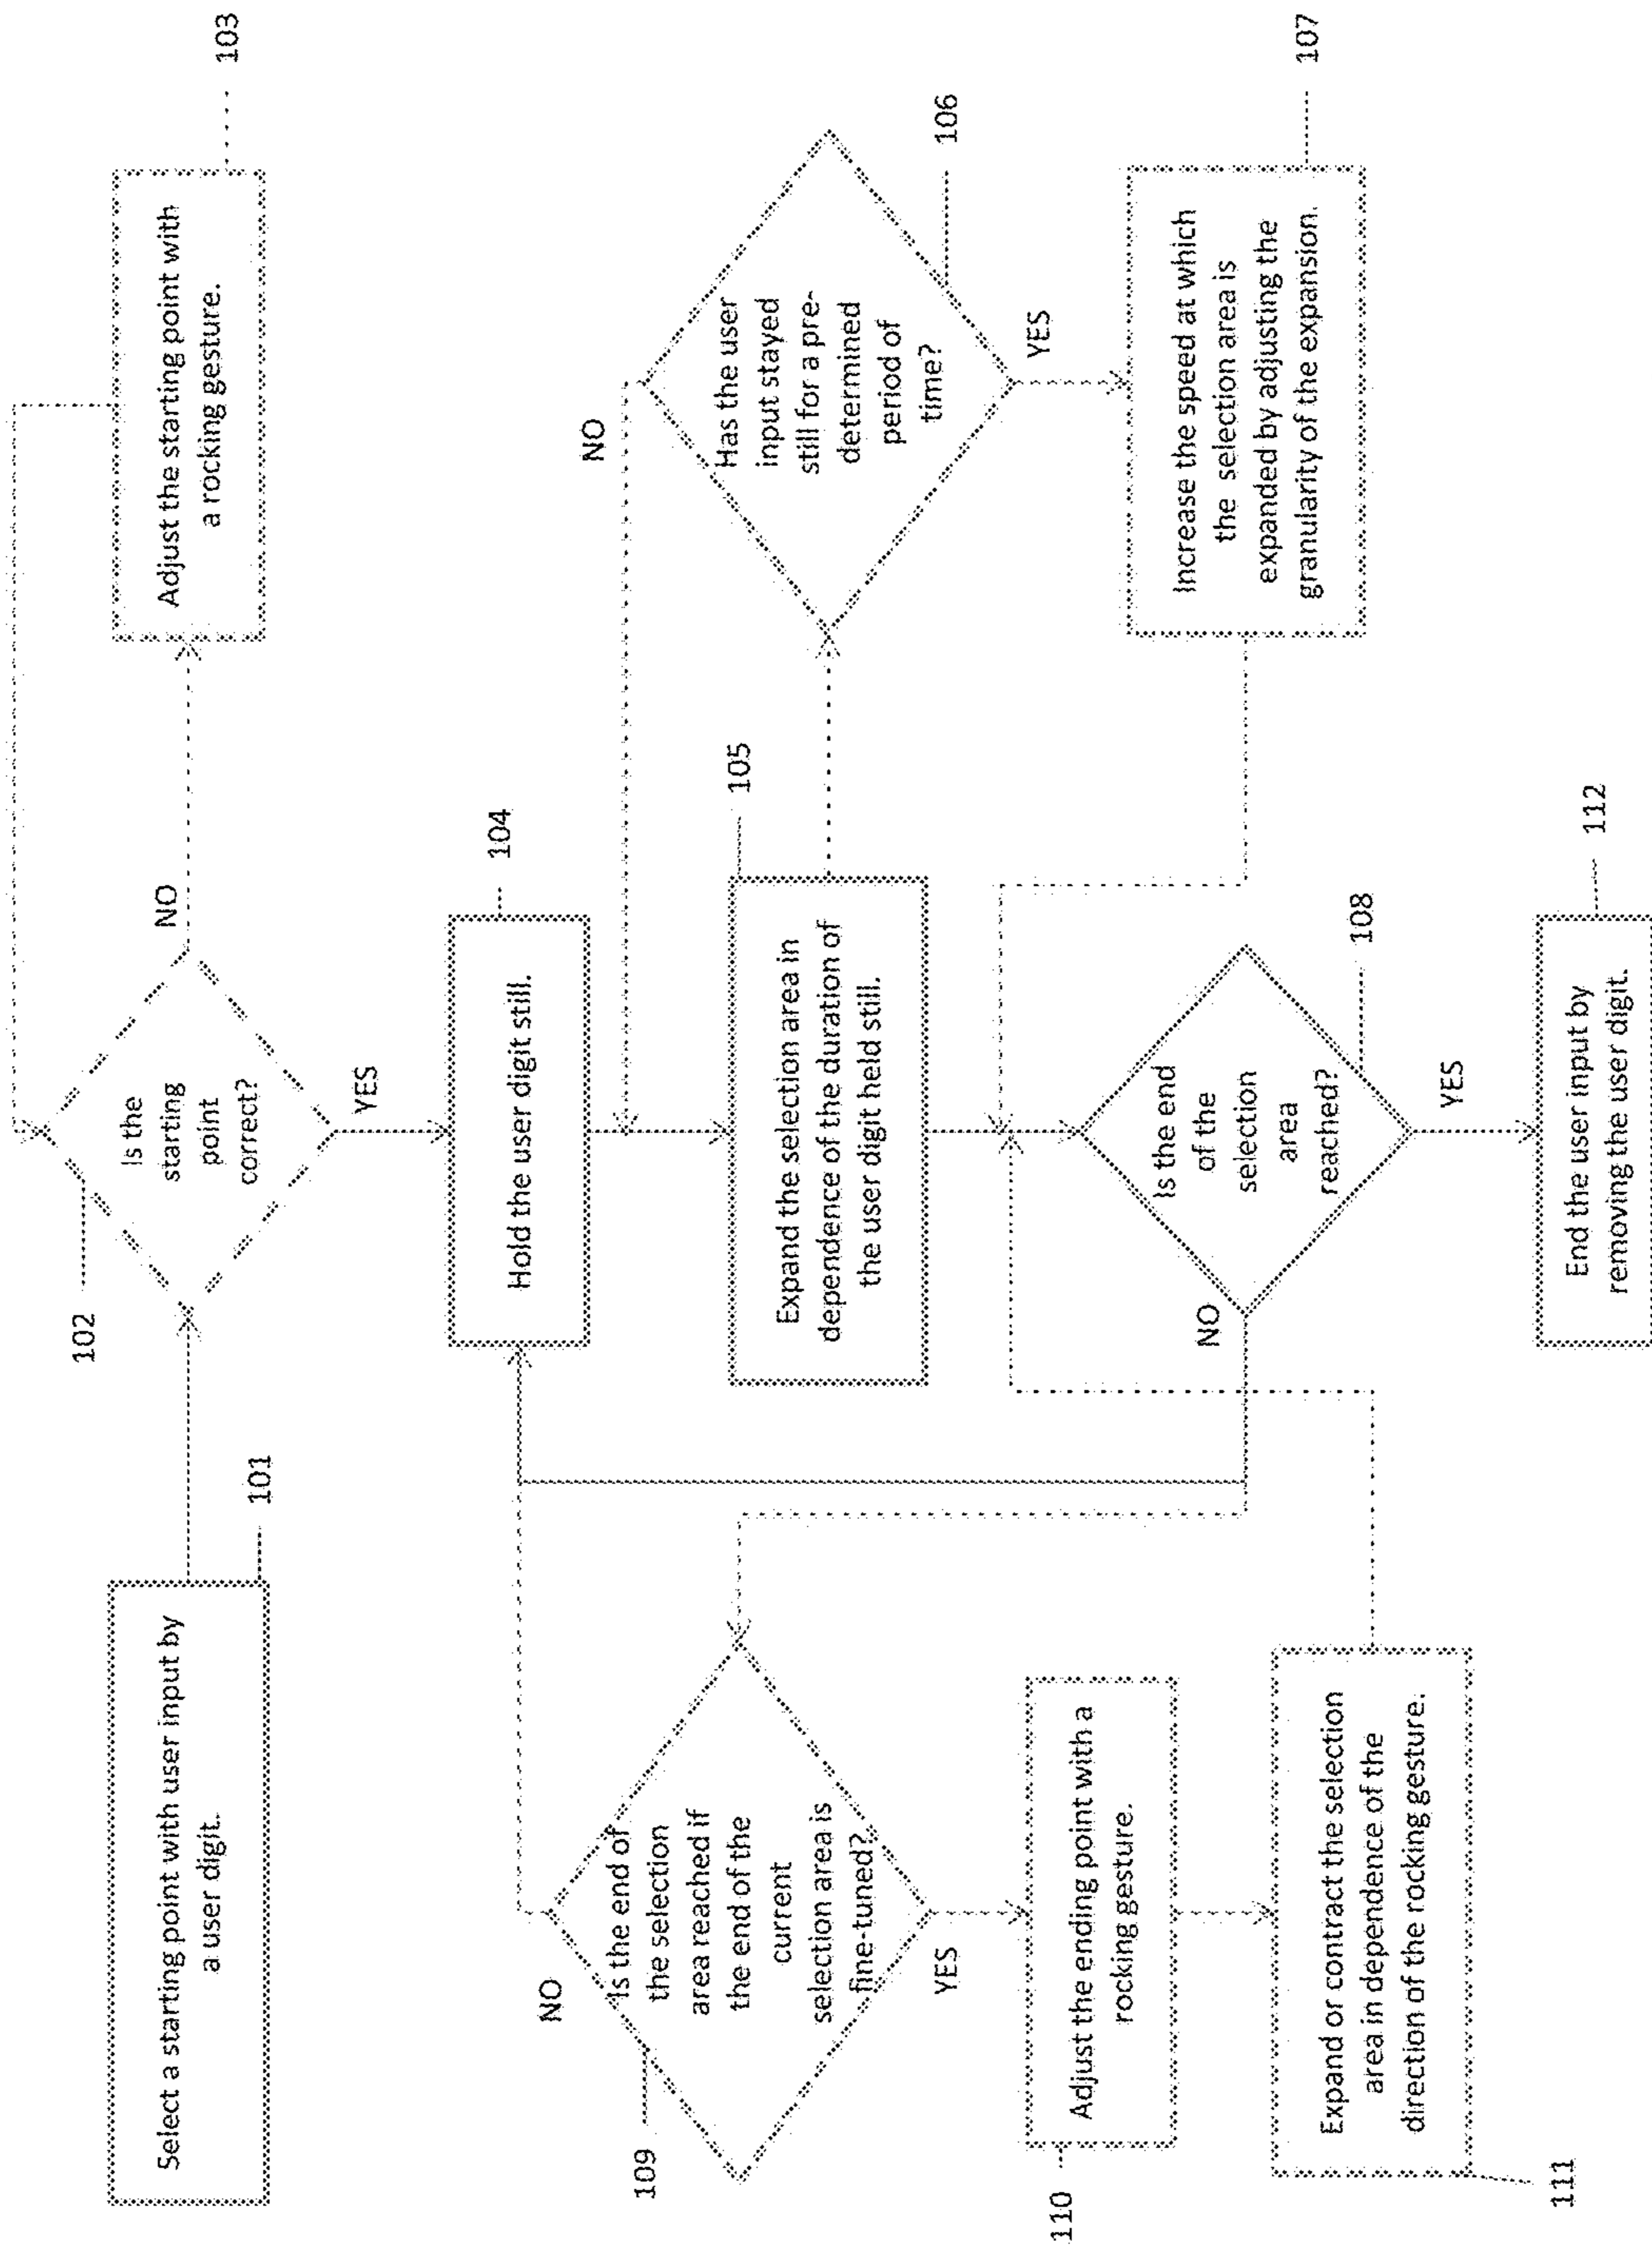 Select a starting point with user input by
a user digit.
101
102
Is the
starting
point
correct?
NO
YES
Adjust the starting point with
a rocking gesture.
103
Hold the user digit still.
104
Expand the selection area in
dependence of the duration of
the user digit held still.
105
NO
Has the user
input stayed
still for a pre-
determined
period of
time?
106
YES
Increase the speed at which
the selection area is
expanded by adjusting the
granularity of the expansion.
107
Is the end
of the
selection
area
reached?
108
NO
YES
NO
Is the end of
the selection
area reached if
the end of the
current
selection area is
fine-tuned?
109
YES
Adjust the ending point with a
rocking gesture.
110
Expand or contract the selection
area in dependence of the
direction of the rocking gesture.
111
End the user input by
removing the user digit.
112